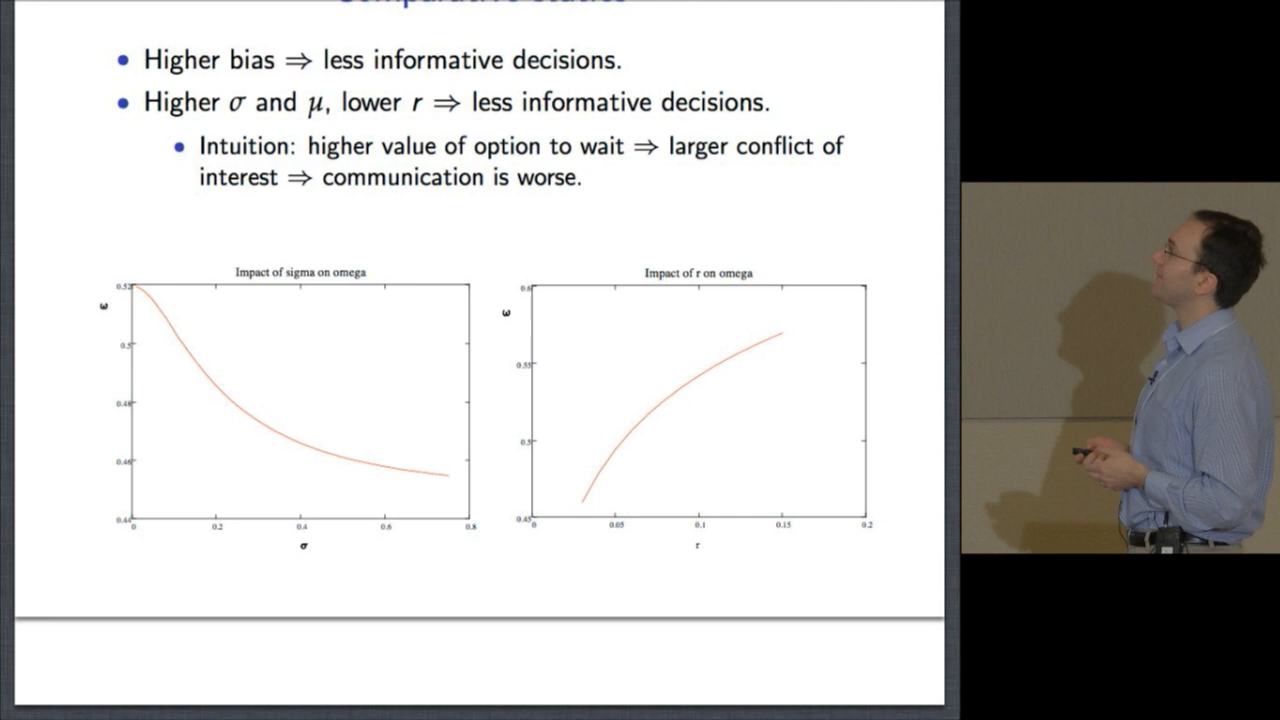 Comparative statics
• Higher bias ⇒ less informative decisions.
• Higher σ and μ, lower r ⇒ less informative decisions.
• Intuition: higher value of option to wait ⇒ larger conflict of
interest ⇒ communication is worse.
Impact of sigma on omega
ω
0.52
0.5
0.48
0.46
0.44
0
0.2
0.4
0.6
0.8
σ
Impact of r on omega
ω
0.6
0.55
0.5
0.45
0
0.05
0.1
0.15
0.2
r